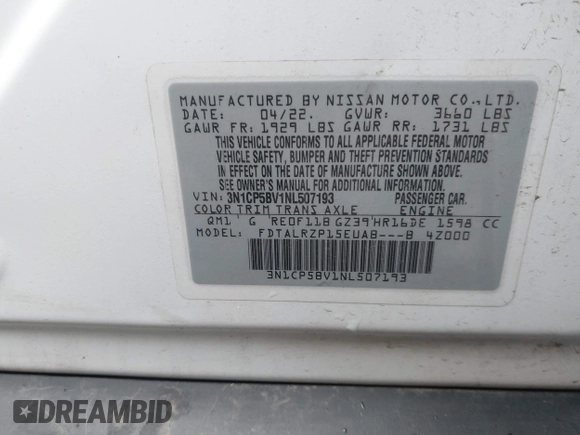 MANUFACTURED BY NISSAN MOTOR CO., LTD.
DATE: 04/22. GVWR: 3660 LBS
GAWR FR: 1929 LBS GAWR RR: 1731 LBS
THIS VEHICLE CONFORMS TO ALL APPLICABLE FEDERAL MOTOR
VEHICLE SAFETY, BUMPER AND THEFT PREVENTION STANDARDS
IN EFFECT ON THE DATE OF MANUFACTURE SHOWN ABOVE.
SEE OWNER'S MANUAL FOR ADDITIONAL INFORMATION.
VIN: 3N1CP5BV1NL507193 PASSENGER CAR.
COLOR TRIM TRANS AXLE ENGINE
QM1 G RE0F11B GZ39 HR16DE 1598 CC
MODEL: FDTALRZP15EUAB---B 4Z000
3N1CP5BV1NL507193
DREAMBID